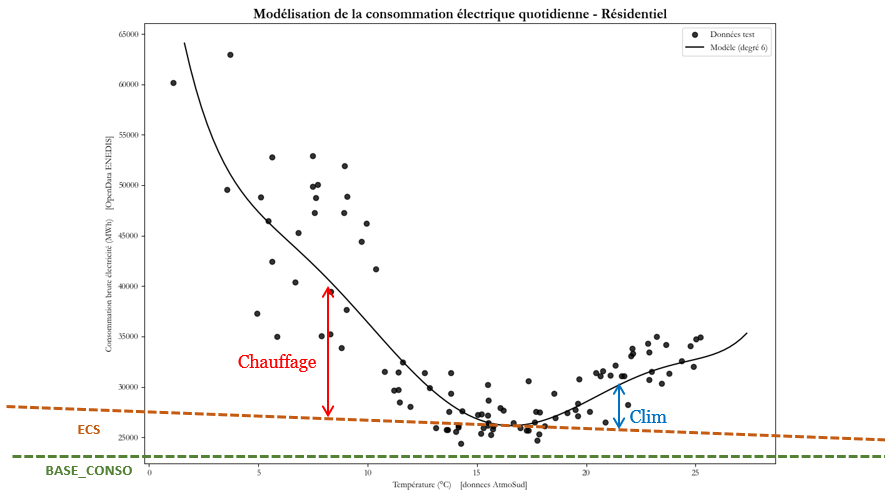 Modélisation de la consommation électrique quotidienne - Résidentiel
Données test
Modèle (degré 6)
65000
60000
55000
50000
45000
40000
35000
30000
25000
Consommation brute électricité (MWh)    [OpenData ENEDIS]
Chauffage
Clim
ECS
BASE_CONSO
0
5
10
15
20
25
Température (°C)    [donnees AtmoSud]